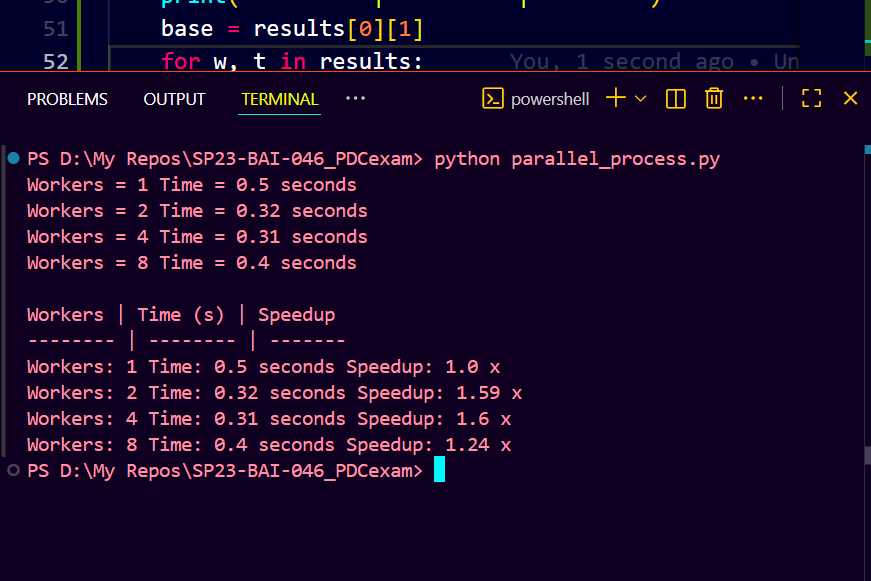 51 base = results[0][1]
52 for w, t in results: You, 1 second ago • Un
PROBLEMS OUTPUT TERMINAL ··· powershell
PS D:\My Repos\SP23-BAI-046_PDCexam> python parallel_process.py
Workers = 1 Time = 0.5 seconds
Workers = 2 Time = 0.32 seconds
Workers = 4 Time = 0.31 seconds
Workers = 8 Time = 0.4 seconds
Workers | Time (s) | Speedup
-------- | -------- | -------
Workers: 1 Time: 0.5 seconds Speedup: 1.0 x
Workers: 2 Time: 0.32 seconds Speedup: 1.59 x
Workers: 4 Time: 0.31 seconds Speedup: 1.6 x
Workers: 8 Time: 0.4 seconds Speedup: 1.24 x
PS D:\My Repos\SP23-BAI-046_PDCexam>